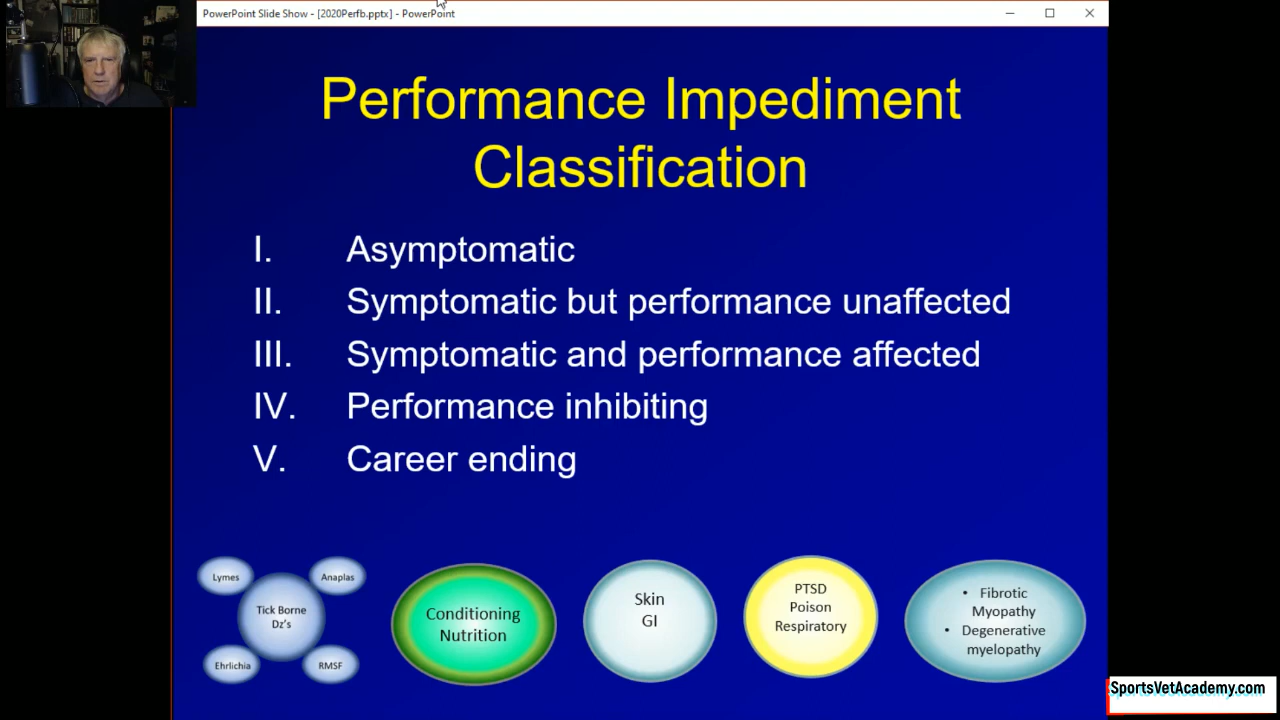 PowerPoint Slide Show - [2020Perfb.pptx] - PowerPoint
Performance Impediment
Classification
I. Asymptomatic
II. Symptomatic but performance unaffected
III. Symptomatic and performance affected
IV. Performance inhibiting
V. Career ending
Lymes
Anaplas
Tick Borne
Dz's
Ehrlichia
RMSF
Conditioning
Nutrition
Skin
GI
PTSD
Poison
Respiratory
• Fibrotic
Myopathy
• Degenerative
myelopathy
SportsVetAcademy.com